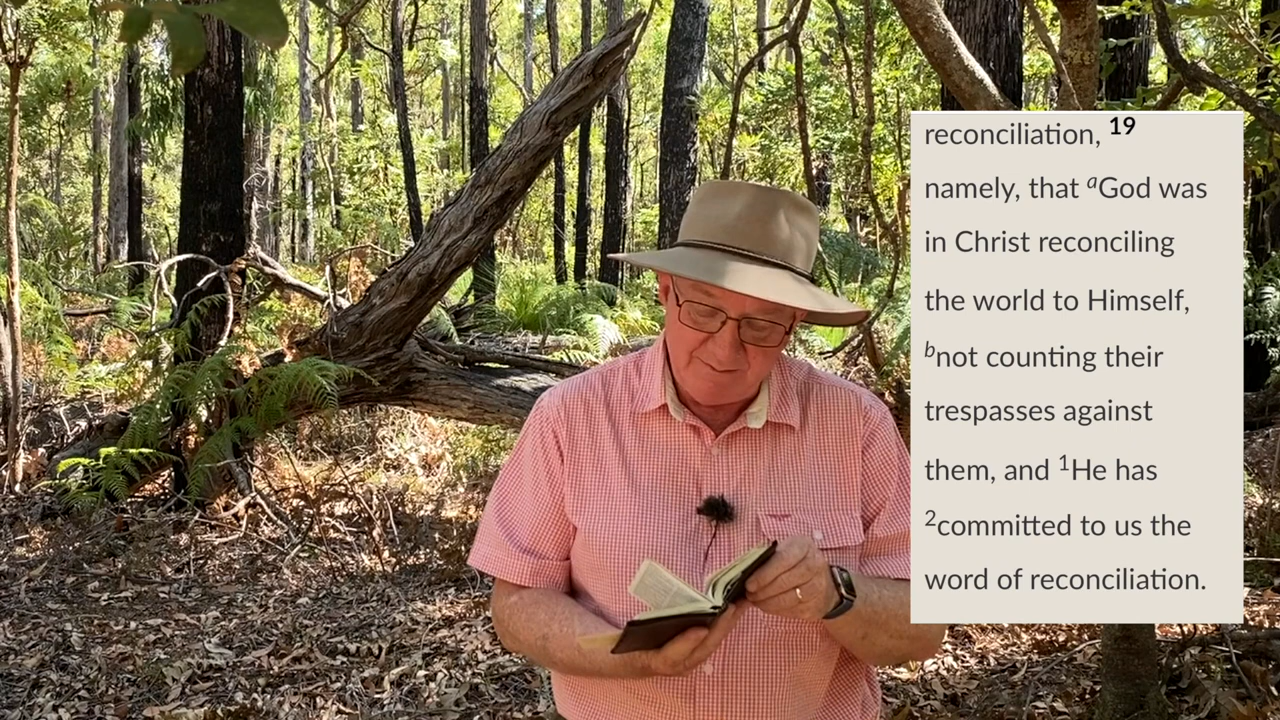 reconciliation, 19
namely, that aGod was
in Christ reconciling
the world to Himself,
bnot counting their
trespasses against
them, and 1He has
2committed to us the
word of reconciliation.